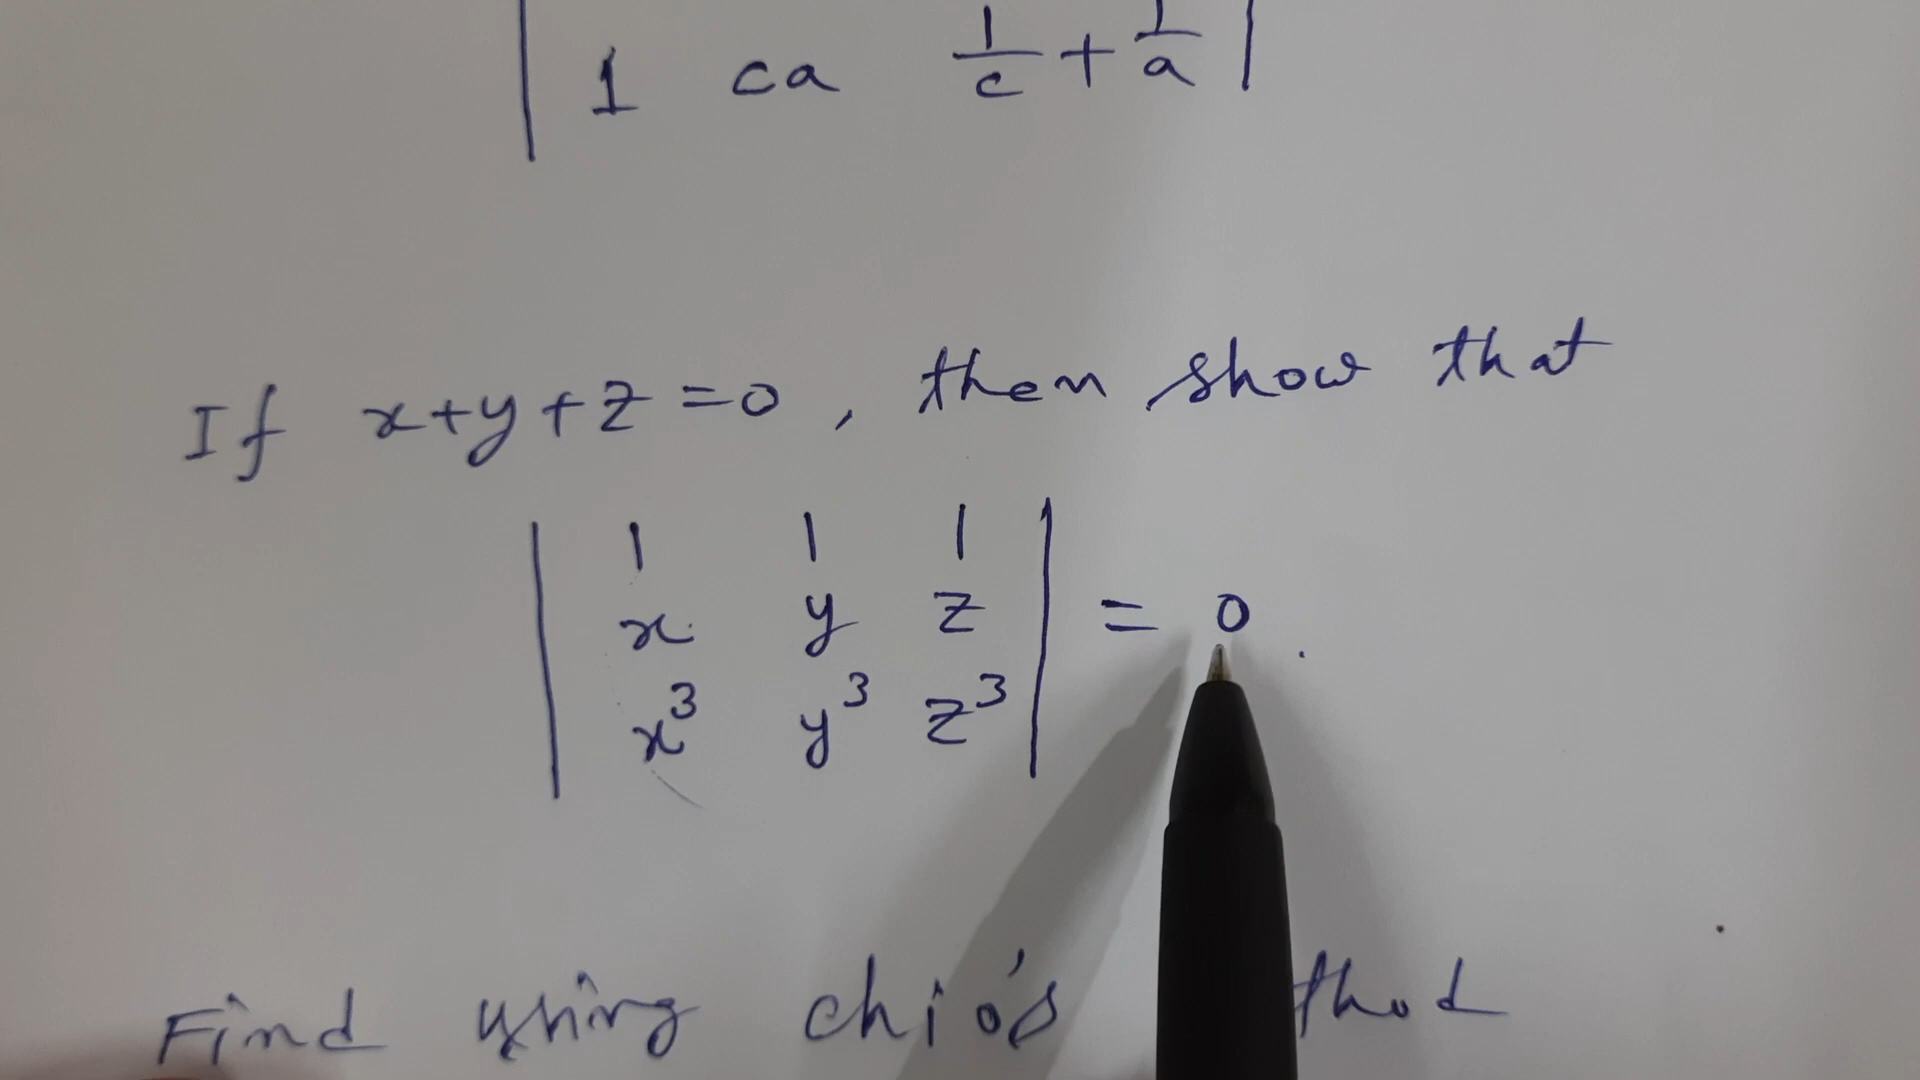 1 ca 1/c + 1/a
If x+y+z=0, then show that
| 1 1 1 |
| x y z | = 0.
| x³ y³ z³ |
Find using chio's thod